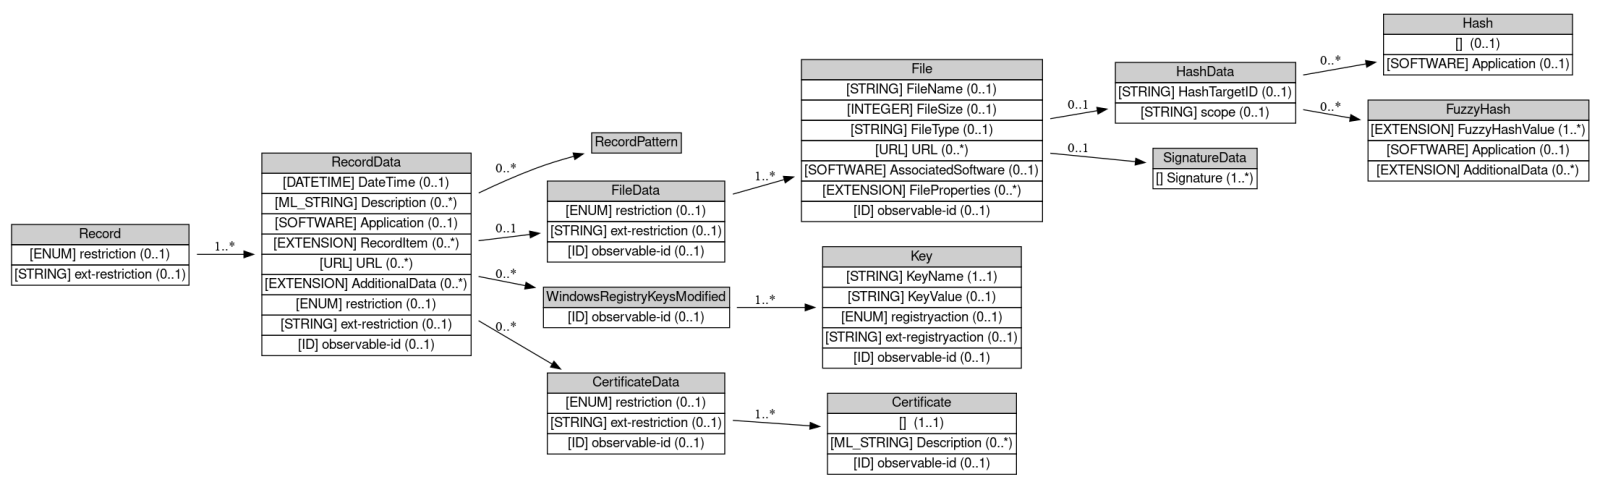 Record
[ENUM] restriction (0..1)
[STRING] ext-restriction (0..1)
1..*
RecordData
[DATETIME] DateTime (0..1)
[ML_STRING] Description (0..*)
[SOFTWARE] Application (0..1)
[EXTENSION] RecordItem (0..*)
[URL] URL (0..*)
[EXTENSION] AdditionalData (0..*)
[ENUM] restriction (0..1)
[STRING] ext-restriction (0..1)
[ID] observable-id (0..1)
0..*
0..1
0..*
0..*
RecordPattern
FileData
[ENUM] restriction (0..1)
[STRING] ext-restriction (0..1)
[ID] observable-id (0..1)
1..*
WindowsRegistryKeysModified
[ID] observable-id (0..1)
1..*
CertificateData
[ENUM] restriction (0..1)
[STRING] ext-restriction (0..1)
[ID] observable-id (0..1)
1..*
File
[STRING] FileName (0..1)
[INTEGER] FileSize (0..1)
[STRING] FileType (0..1)
[URL] URL (0..*)
[SOFTWARE] AssociatedSoftware (0..1)
[EXTENSION] FileProperties (0..*)
[ID] observable-id (0..1)
0..1
0..1
Key
[STRING] KeyName (1..1)
[STRING] KeyValue (0..1)
[ENUM] registryaction (0..1)
[STRING] ext-registryaction (0..1)
[ID] observable-id (0..1)
Certificate
[] (1..1)
[ML_STRING] Description (0..*)
[ID] observable-id (0..1)
HashData
[STRING] HashTargetID (0..1)
[STRING] scope (0..1)
0..*
0..*
SignatureData
[] Signature (1..*)
Hash
[] (0..1)
[SOFTWARE] Application (0..1)
FuzzyHash
[EXTENSION] FuzzyHashValue (1..*)
[SOFTWARE] Application (0..1)
[EXTENSION] AdditionalData (0..*)